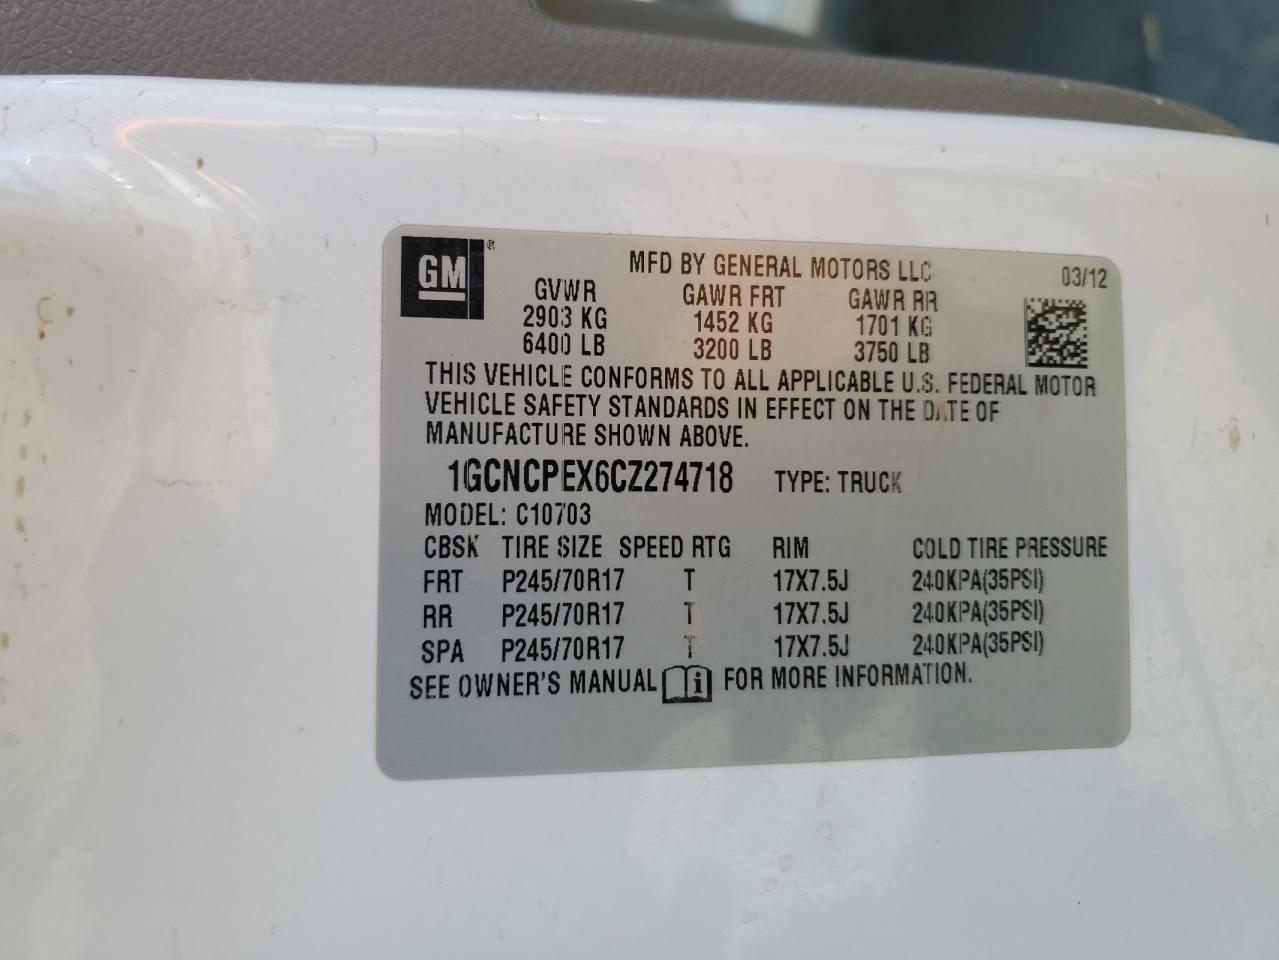 GM ®
MFD BY GENERAL MOTORS LLC 03/12
GVWR GAWR FRT GAWR RR
2903 KG 1452 KG 1701 KG
6400 LB 3200 LB 3750 LB
THIS VEHICLE CONFORMS TO ALL APPLICABLE U.S. FEDERAL MOTOR
VEHICLE SAFETY STANDARDS IN EFFECT ON THE DATE OF
MANUFACTURE SHOWN ABOVE.
1GCNCPEX6CZ274718 TYPE: TRUCK
MODEL: C10703
CBSK TIRE SIZE SPEED RTG RIM COLD TIRE PRESSURE
FRT P245/70R17 T 17X7.5J 240KPA(35PSI)
RR P245/70R17 T 17X7.5J 240KPA(35PSI)
SPA P245/70R17 T 17X7.5J 240KPA(35PSI)
SEE OWNER'S MANUAL i FOR MORE INFORMATION.